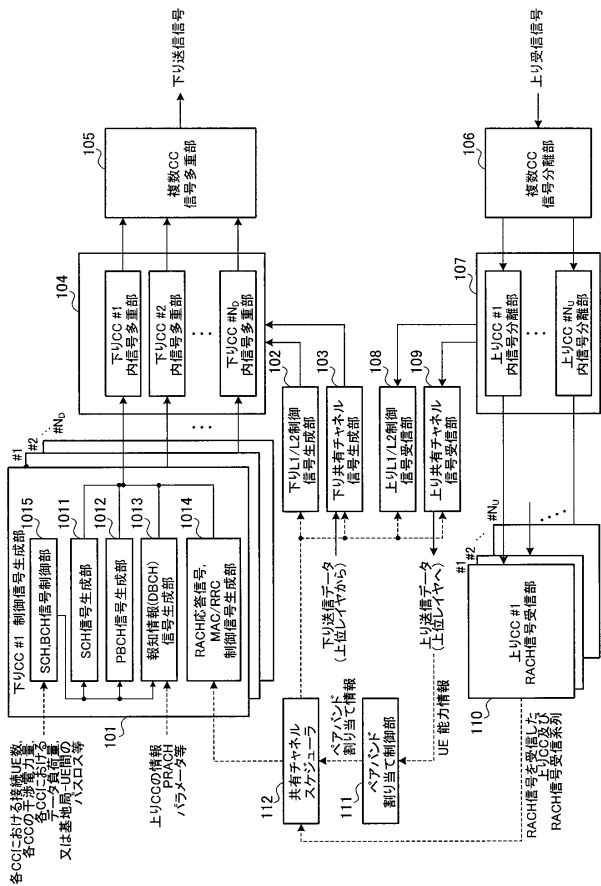 各CCにおける接続UE数,
各CCの干渉電力量,
各CCにおける
データ負荷量,
又は基地局-UE間の
パスロス等
上りCCの情報
PRACH
パラメータ等
101
下りCC #1 制御信号生成部
#1
#2
#ND
1015
SCH,BCH信号制御部
1011
SCH信号生成部
1012
PBCH信号生成部
1013
報知情報(DBCH)
信号生成部
1014
RACH応答信号,
MAC/RRC
制御信号生成部
104
下りCC #1
内信号多重部
下りCC #2
内信号多重部
下りCC #ND
内信号多重部
105
複数CC
信号多重部
下り送信信号
102
下りL1/L2制御
信号生成部
103
下り共有チャネル
信号生成部
108
上りL1/L2制御
信号受信部
109
上り共有チャネル
信号受信部
下り送信データ
(上位レイヤから)
上り送信データ
(上位レイヤへ)
112
共有チャネル
スケジューラ
ペアバンド
割り当て情報
111
ペアバンド
割り当て制御部
UE 能力情報
106
複数CC
信号分離部
上り受信信号
107
上りCC #1
内信号分離部
上りCC #NU
内信号分離部
110
#1
#2
#NU
上りCC #1
RACH信号受信部
RACH信号を受信した
上りCC及び
RACH信号受信系列